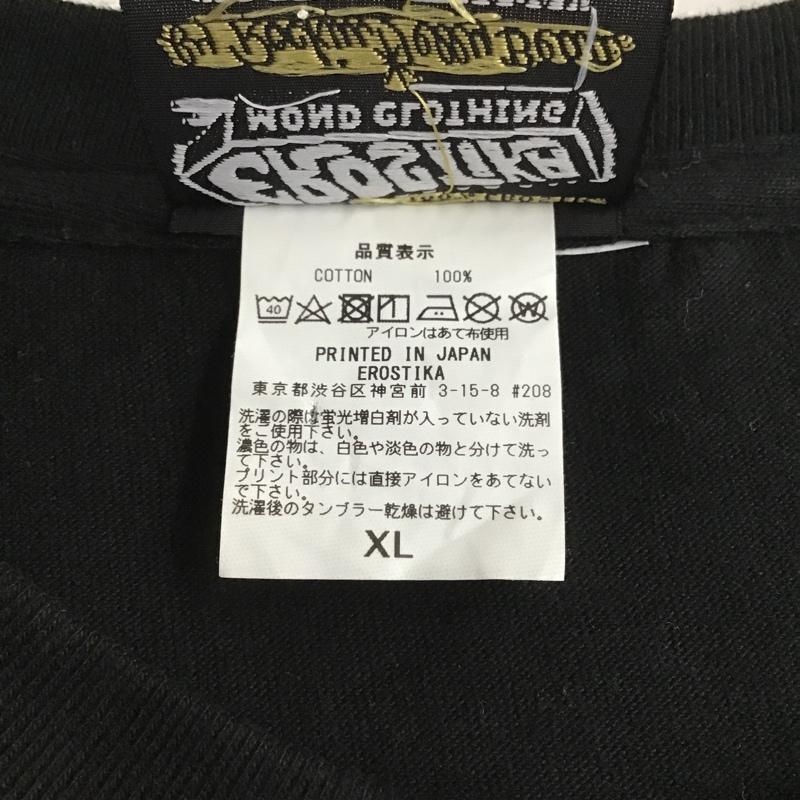 MOND CLOTHING
EROSTIKA
品質表示
COTTON 100%
40
アイロンはあて布使用
PRINTED IN JAPAN
EROSTIKA
東京都渋谷区神宮前 3-15-8 #208
洗濯の際は蛍光増白剤が入っていない洗剤
をご使用下さい。
濃色の物は、白色や淡色の物と分けて洗っ
て下さい。
プリント部分には直接アイロンをあてない
で下さい。
洗濯後のタンブラー乾燥は避けて下さい。
XL